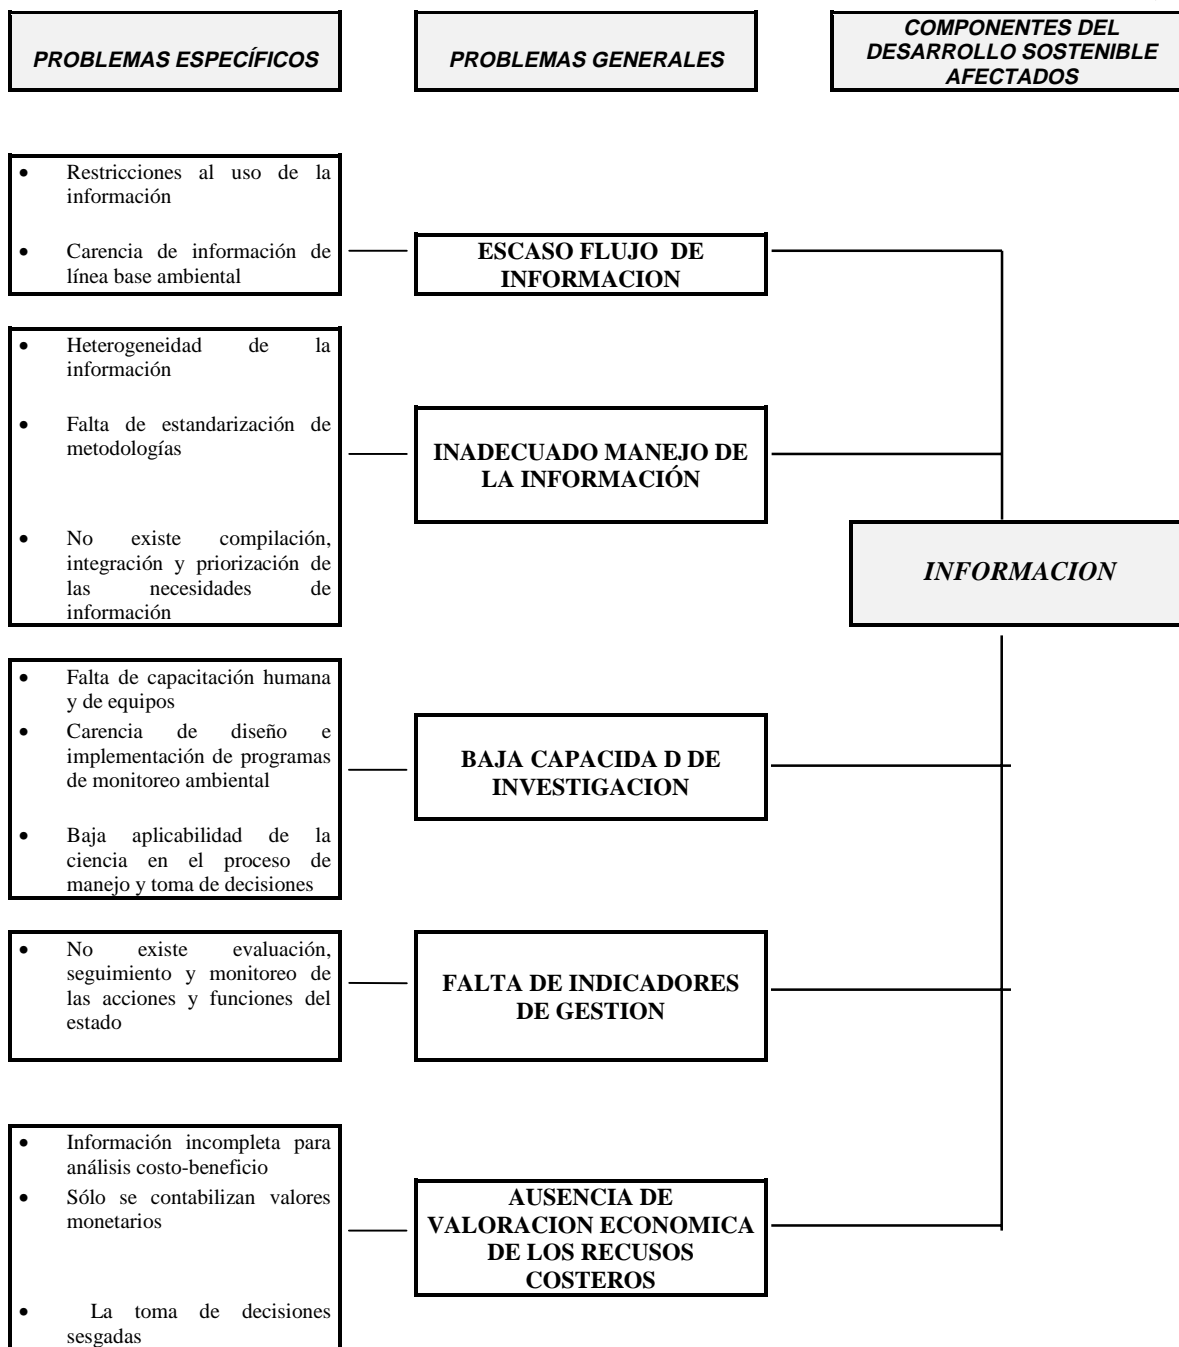 PROBLEMAS ESPECÍFICOS
PROBLEMAS GENERALES
COMPONENTES DEL
DESARROLLO SOSTENIBLE
AFECTADOS
• Restricciones al uso de la
información
• Carencia de información de
línea base ambiental
ESCASO FLUJO DE
INFORMACION
• Heterogeneidad de la
información
• Falta de estandarización de
metodologías
• No existe compilación,
integración y priorización de
las necesidades de
información
INADECUADO MANEJO DE
LA INFORMACIÓN
INFORMACION
• Falta de capacitación humana
y de equipos
• Carencia de diseño e
implementación de programas
de monitoreo ambiental
• Baja aplicabilidad de la
ciencia en el proceso de
manejo y toma de decisiones
BAJA CAPACIDA D DE
INVESTIGACION
• No existe evaluación,
seguimiento y monitoreo de
las acciones y funciones del
estado
FALTA DE INDICADORES
DE GESTION
• Información incompleta para
análisis costo-beneficio
• Sólo se contabilizan valores
monetarios
• La toma de decisiones
sesgadas
AUSENCIA DE
VALORACION ECONOMICA
DE LOS RECUSOS
COSTEROS